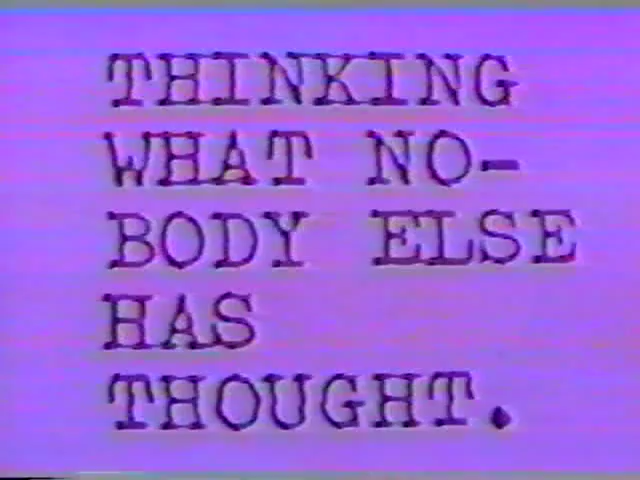 THINKING
WHAT NO-
BODY ELSE
HAS
THOUGHT.